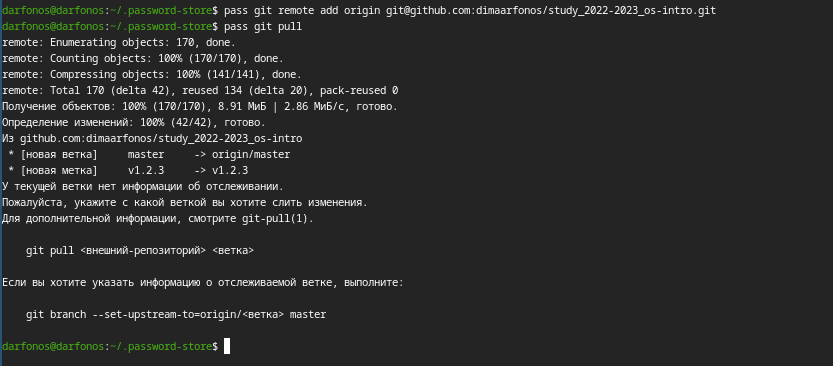 darfonos@darfonos:~/.password-store$ pass git remote add origin git@github.com:dimaarfonos/study_2022-2023_os-intro.git
darfonos@darfonos:~/.password-store$ pass git pull
remote: Enumerating objects: 170, done.
remote: Counting objects: 100% (170/170), done.
remote: Compressing objects: 100% (141/141), done.
remote: Total 170 (delta 42), reused 134 (delta 20), pack-reused 0
Получение объектов: 100% (170/170), 8.91 МиБ | 2.86 МиБ/с, готово.
Определение изменений: 100% (42/42), готово.
Из github.com:dimaarfonos/study_2022-2023_os-intro
 * [новая ветка]     master     -> origin/master
 * [новая метка]     v1.2.3     -> v1.2.3
У текущей ветки нет информации об отслеживании.
Пожалуйста, укажите с какой веткой вы хотите слить изменения.
Для дополнительной информации, смотрите git-pull(1).
    git pull <внешний-репозиторий> <ветка>
Если вы хотите указать информацию о отслеживаемой ветке, выполните:
    git branch --set-upstream-to=origin/<ветка> master
darfonos@darfonos:~/.password-store$